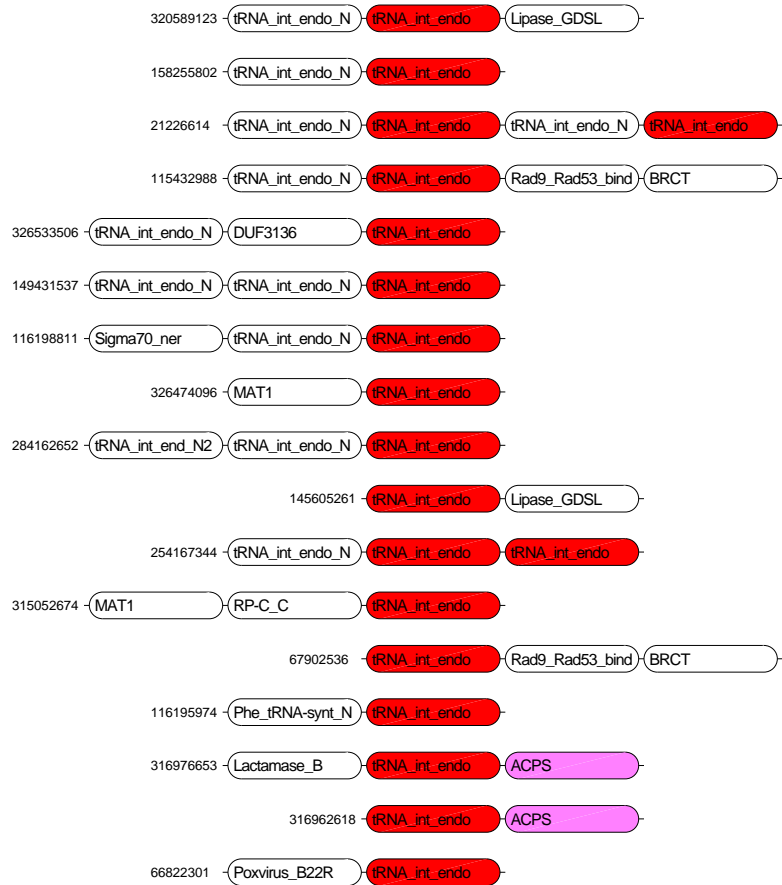 320589123 tRNA_int_endo_N tRNA_int_endo Lipase_GDSL
158255802 tRNA_int_endo_N tRNA_int_endo
21226614 tRNA_int_endo_N tRNA_int_endo tRNA_int_endo_N tRNA_int_endo
115432988 tRNA_int_endo_N tRNA_int_endo Rad9_Rad53_bind BRCT
326533506 tRNA_int_endo_N DUF3136 tRNA_int_endo
149431537 tRNA_int_endo_N tRNA_int_endo_N tRNA_int_endo
116198811 Sigma70_ner tRNA_int_endo_N tRNA_int_endo
326474096 MAT1 tRNA_int_endo
284162652 tRNA_int_end_N2 tRNA_int_endo_N tRNA_int_endo
145605261 tRNA_int_endo Lipase_GDSL
254167344 tRNA_int_endo_N tRNA_int_endo tRNA_int_endo
315052674 MAT1 RP-C_C tRNA_int_endo
67902536 tRNA_int_endo Rad9_Rad53_bind BRCT
116195974 Phe_tRNA-synt_N tRNA_int_endo
316976653 Lactamase_B tRNA_int_endo ACPS
316962618 tRNA_int_endo ACPS
66822301 Poxvirus_B22R tRNA_int_endo